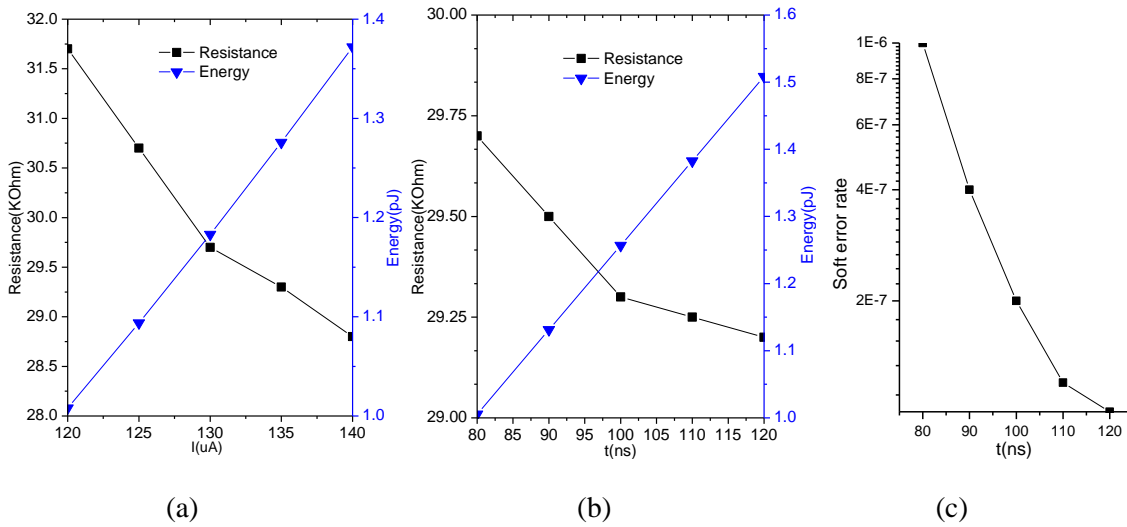 32.0
31.5
31.0
30.5
30.0
29.5
29.0
28.5
28.0
Resistance(KOhm)
120 125 130 135 140
I(uA)
1.4
1.3
1.2
1.1
1.0
Energy(pJ)
Resistance
Energy
(a)
30.00
29.75
29.50
29.25
29.00
Resistance(KOhm)
80 85 90 95 100 105 110 115 120
t(ns)
1.6
1.5
1.4
1.3
1.2
1.1
1.0
Energy(pJ)
Resistance
Energy
(b)
1E-6
8E-7
6E-7
4E-7
2E-7
Soft error rate
80 90 100 110 120
t(ns)
(c)